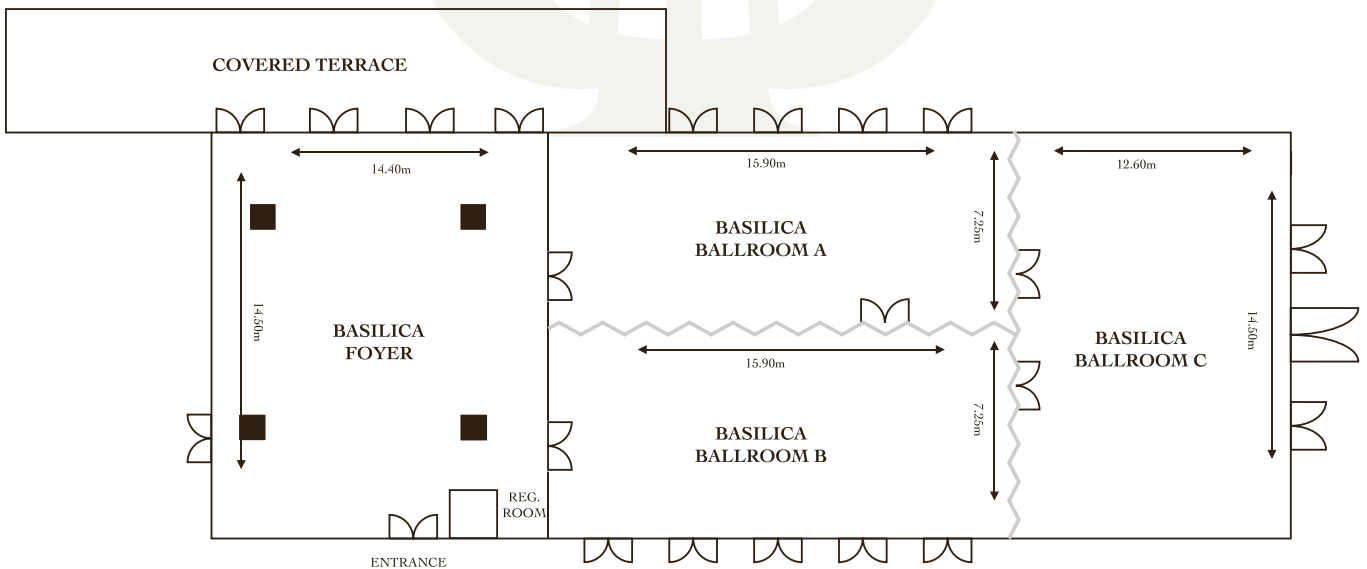 COVERED TERRACE
14.40m
15.90m
12.60m
7.25m
BASILICA
BALLROOM A
14.50m
BASILICA
FOYER
14.50m
BASILICA
BALLROOM C
15.90m
7.25m
BASILICA
BALLROOM B
REG.
ROOM
ENTRANCE